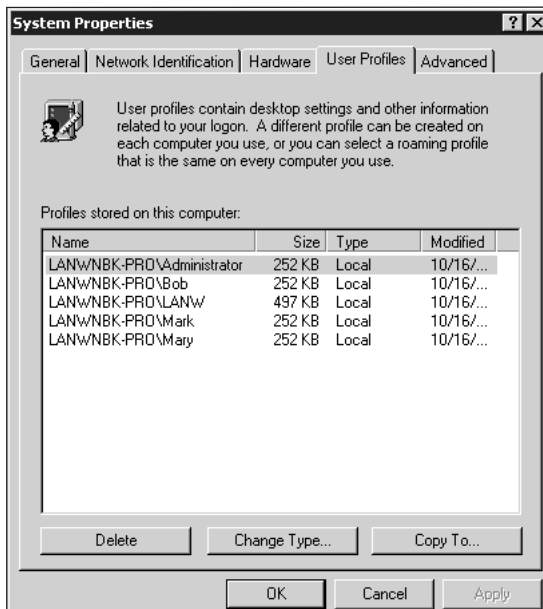 System Properties
General Network Identification Hardware User Profiles Advanced
User profiles contain desktop settings and other information
related to your logon. A different profile can be created on
each computer you use, or you can select a roaming profile
that is the same on every computer you use.
Profiles stored on this computer:
Name Size Type Modified
LANWNBK-PRO\Administrator 252 KB Local 10/16/...
LANWNBK-PRO\Bob 252 KB Local 10/16/...
LANWNBK-PRO\LANW 497 KB Local 10/16/...
LANWNBK-PRO\Mark 252 KB Local 10/16/...
LANWNBK-PRO\Mary 252 KB Local 10/16/...
Delete Change Type... Copy To...
OK Cancel Apply